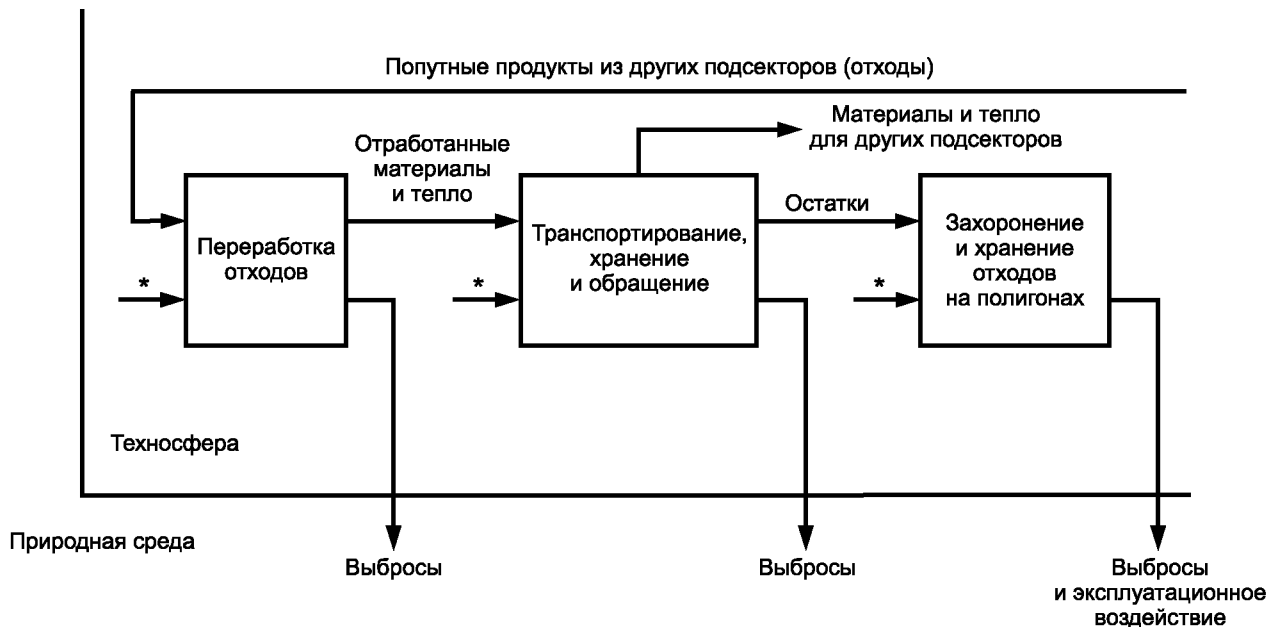 Попутные продукты из других подсекторов (отходы)
Материалы и тепло
для других подсекторов
Отработанные
материалы
и тепло
Остатки
Переработка
отходов
Транспортирование,
хранение
и обращение
Захоронение
и хранение
отходов
на полигонах
*
*
*
Техносфера
Природная среда
Выбросы
Выбросы
Выбросы
и эксплуатационное
воздействие